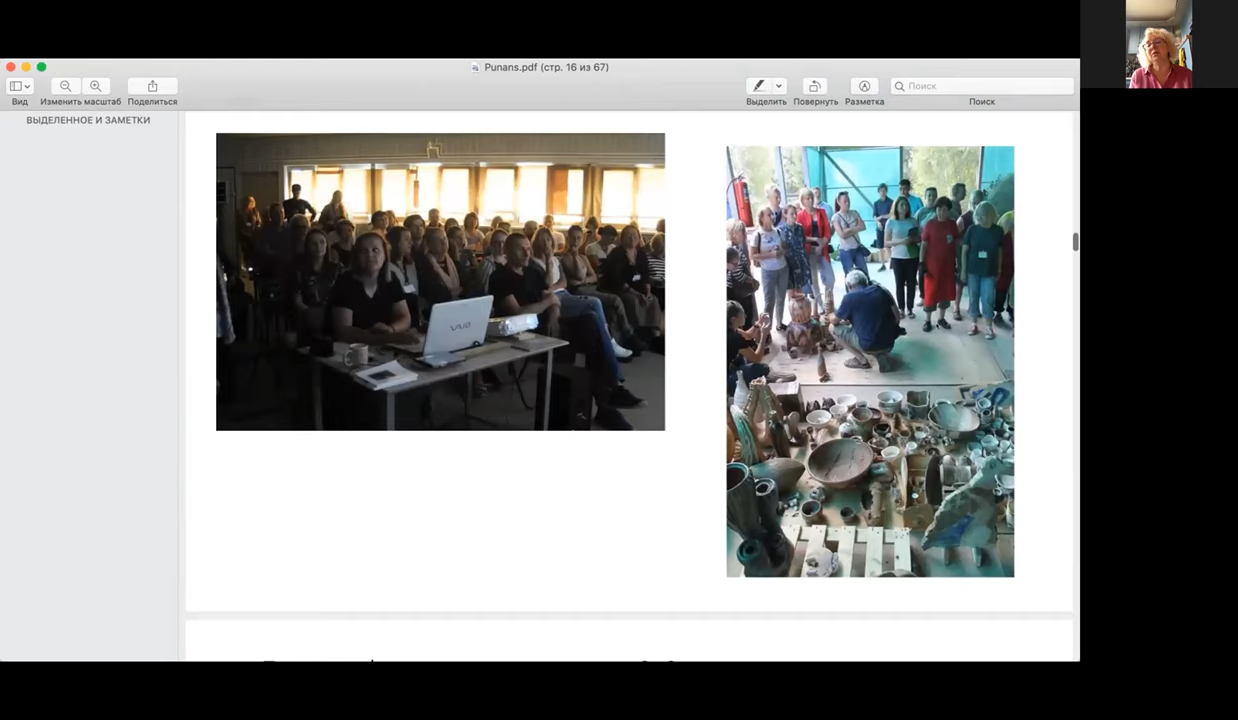 Punans.pdf (стр. 16 из 67)
Вид
Изменить масштаб
Поделиться
Выделить
Повернуть
Разметка
Поиск
Поиск
ВЫДЕЛЕННОЕ И ЗАМЕТКИ
VAIO